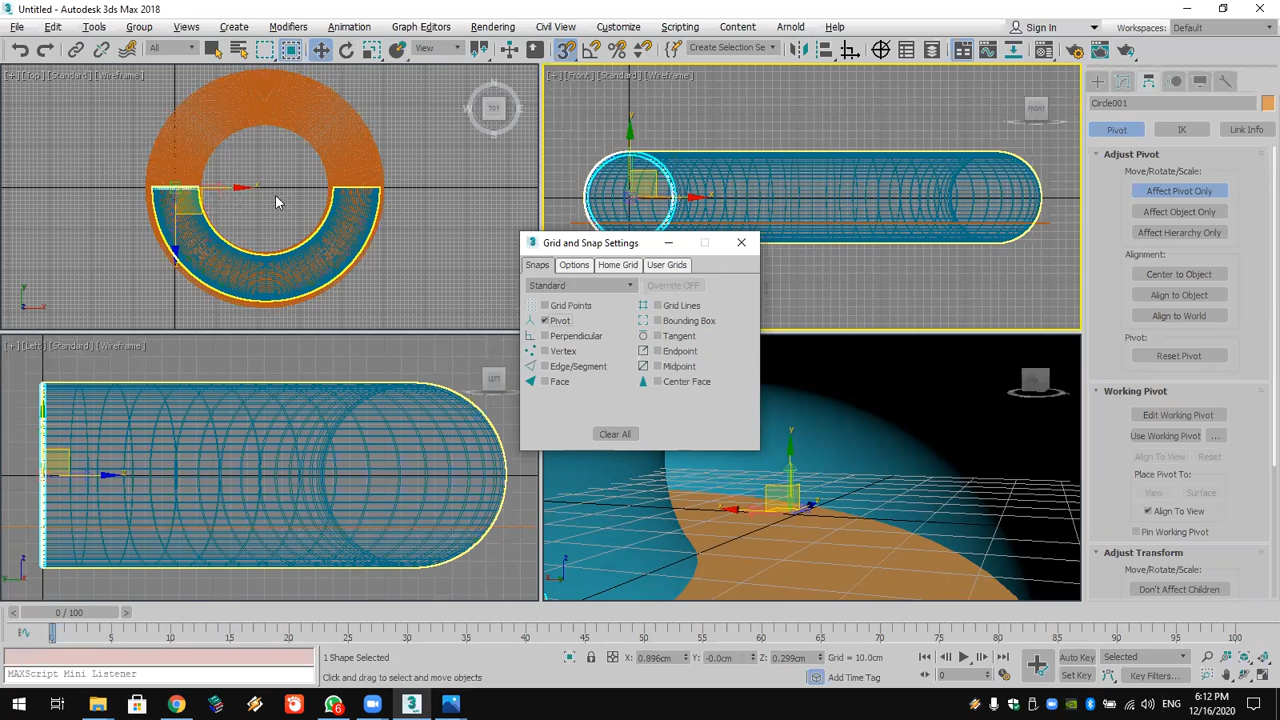 Untitled - Autodesk 3ds Max 2018
File Edit Tools Group Views Create Modifiers Animation Graph Editors Rendering Civil View Customize Scripting Content Arnold Help Sign In Workspaces: Default
All View Create Selection Se
[+] [Top] [Standard] [Wireframe]
TOP
[+] [Front] [Standard] [Wireframe]
FRONT
Circle001
Pivot IK Link Info
Adjust Pivot
Move/Rotate/Scale:
Affect Pivot Only
Affect Object Only
Affect Hierarchy Only
Alignment:
Center to Object
Align to Object
Align to World
Pivot:
Reset Pivot
Working Pivot
Edit Working Pivot
Use Working Pivot ...
Align To View Reset
Place Pivot To:
View Surface
Align To View
Pin Working Pivot
Adjust Transform
Move/Rotate/Scale:
Don't Affect Children
Grid and Snap Settings
Snaps Options Home Grid User Grids
Standard Override OFF
Grid Points Grid Lines
Pivot Bounding Box
Perpendicular Tangent
Vertex Endpoint
Edge/Segment Midpoint
Face Center Face
Clear All
[+] [Left] [Standard] [Wireframe]
LEFT
0 / 100
5 10 15 20 25 30 35 40 45 50 55 60 65 70 75 80 85 90 95 100
1 Shape Selected
Click and drag to select and move objects
MAXScript Mini Listener
X: 0.896cm Y: -0.0cm Z: 0.299cm Grid = 10.0cm
Add Time Tag
Auto Key Selected
Set Key Key Filters...
0
6
ENG
6:12 PM
12/16/2020